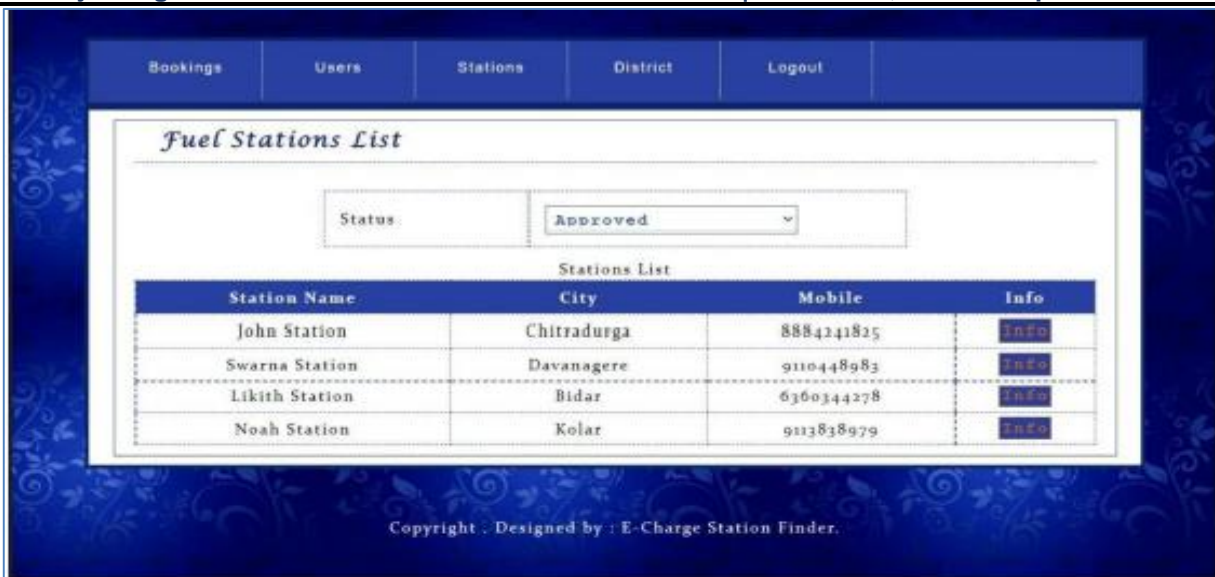 Bookings Users Stations District Logout
Fuel Stations List
Status Approved
Stations List
Station Name City Mobile Info
John Station Chitradurga 8884241825 Info
Swarna Station Davanagere 9110448983 Info
Likith Station Bidar 6360344278 Info
Noah Station Kolar 9113838979 Info
Copyright . Designed by : E-Charge Station Finder.